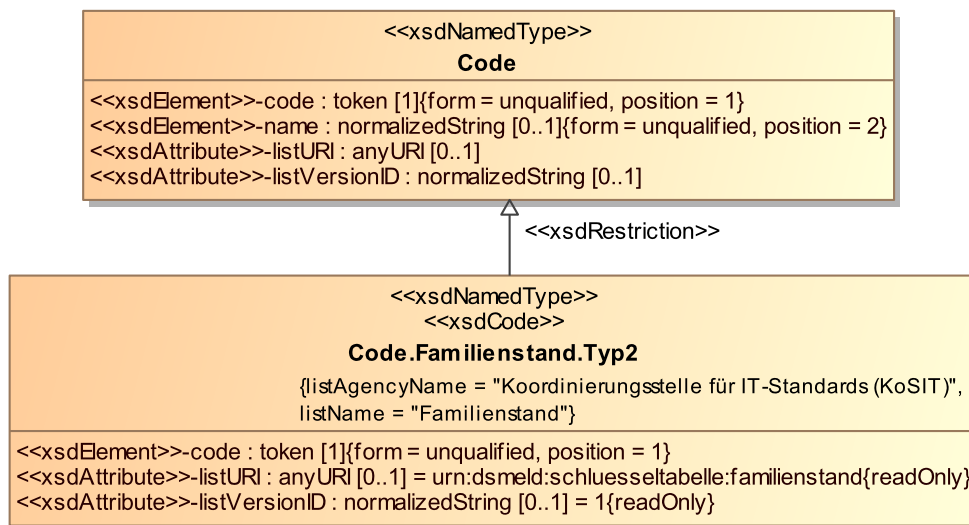 <<xsdNamedType>>
Code
<<xsdElement>>-code : token [1]{form = unqualified, position = 1}
<<xsdElement>>-name : normalizedString [0..1]{form = unqualified, position = 2}
<<xsdAttribute>>-listURI : anyURI [0..1]
<<xsdAttribute>>-listVersionID : normalizedString [0..1]
<<xsdRestriction>>
<<xsdNamedType>>
<<xsdCode>>
Code.Familienstand.Typ2
{listAgencyName = "Koordinierungsstelle für IT-Standards (KoSIT)",
listName = "Familienstand"}
<<xsdElement>>-code : token [1]{form = unqualified, position = 1}
<<xsdAttribute>>-listURI : anyURI [0..1] = urn:dsmeld:schluesseltabelle:familienstand{readOnly}
<<xsdAttribute>>-listVersionID : normalizedString [0..1] = 1{readOnly}